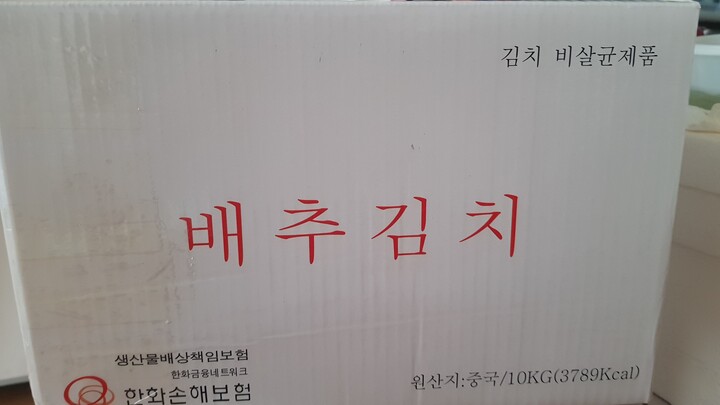 김치 비살균제품
배추김치
생산물배상책임보험
한화금융네트워크
한화손해보험
원산지:중국/10KG(3789Kcal)